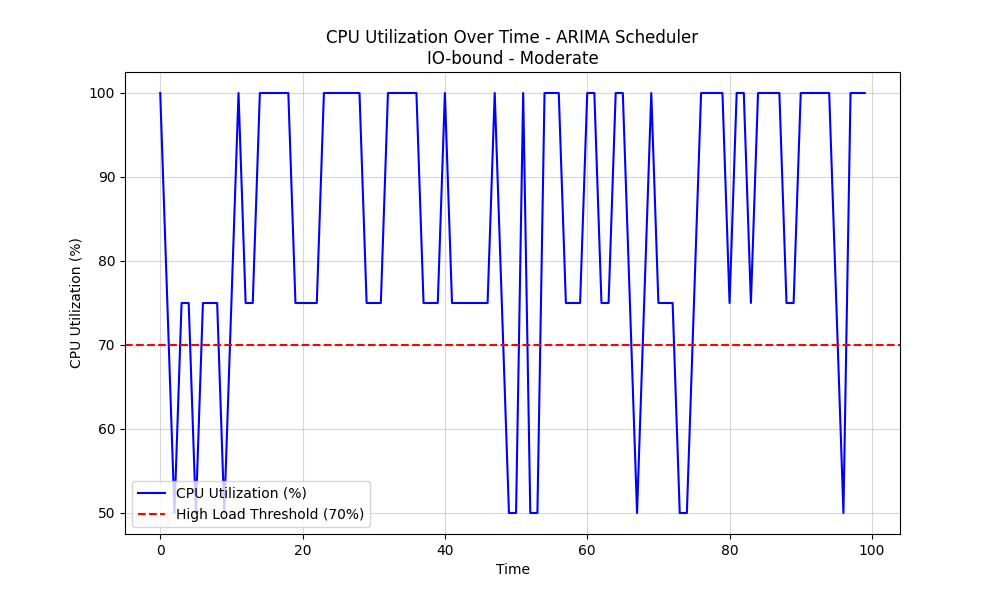 CPU Utilization Over Time - ARIMA Scheduler
IO-bound - Moderate
CPU Utilization (%)
100
90
80
70
60
50
CPU Utilization (%)
High Load Threshold (70%)
0 20 40 60 80 100
Time